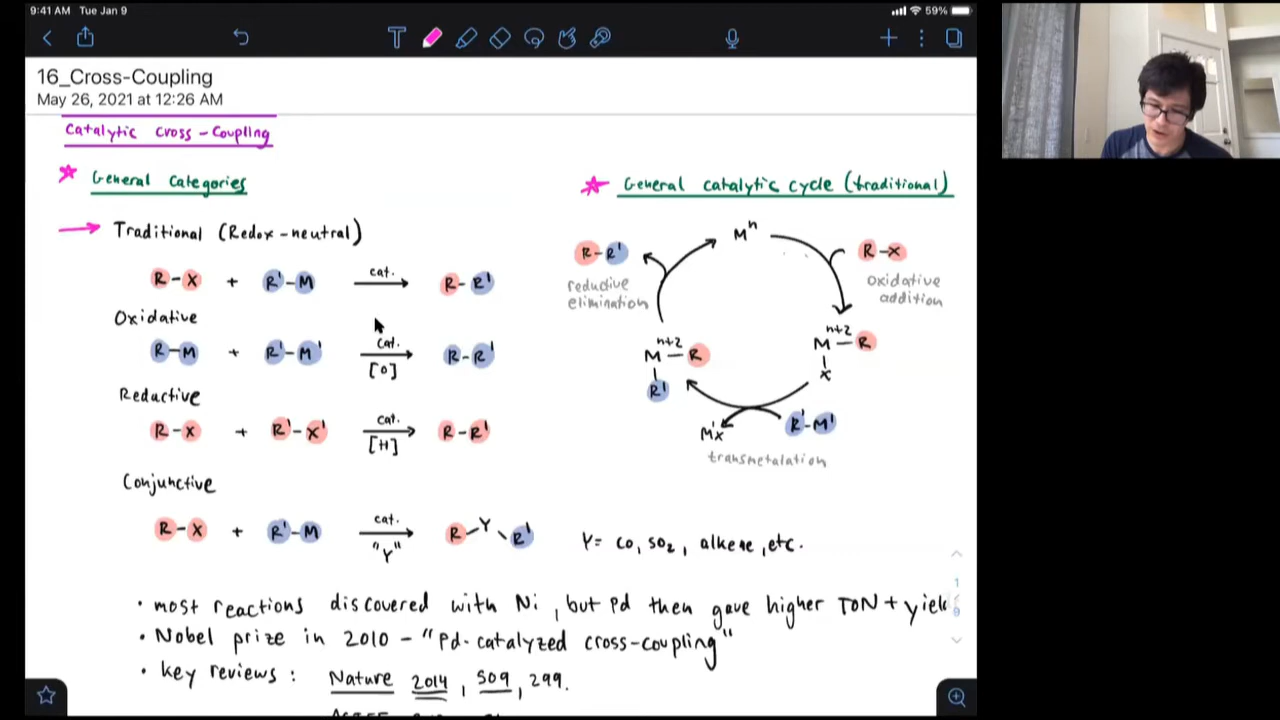 9:41 AM Tue Jan 9
59%
16_Cross-Coupling
May 26, 2021 at 12:26 AM
Catalytic Cross-Coupling
General Categories
Traditional (Redox-neutral)
R-X + R'-M cat. R-R'
Oxidative
R-M + R'-M' cat. [O] R-R'
Reductive
R-X + R'-X' cat. [H] R-R'
Conjunctive
R-X + R'-M cat. "Y" R-Y-R'
Y= CO, SO2, alkene, etc.
General catalytic cycle (traditional)
M^n
R-X
oxidative
addition
M^n+2-R
X
R'-M'
M'X
transmetalation
M^n+2-R
R'
R-R'
reductive
elimination
• most reactions discovered with Ni, but Pd then gave higher TON + yield
• Nobel prize in 2010 - "Pd-catalyzed cross-coupling"
• key reviews: Nature 2014, 509, 299.
1
9